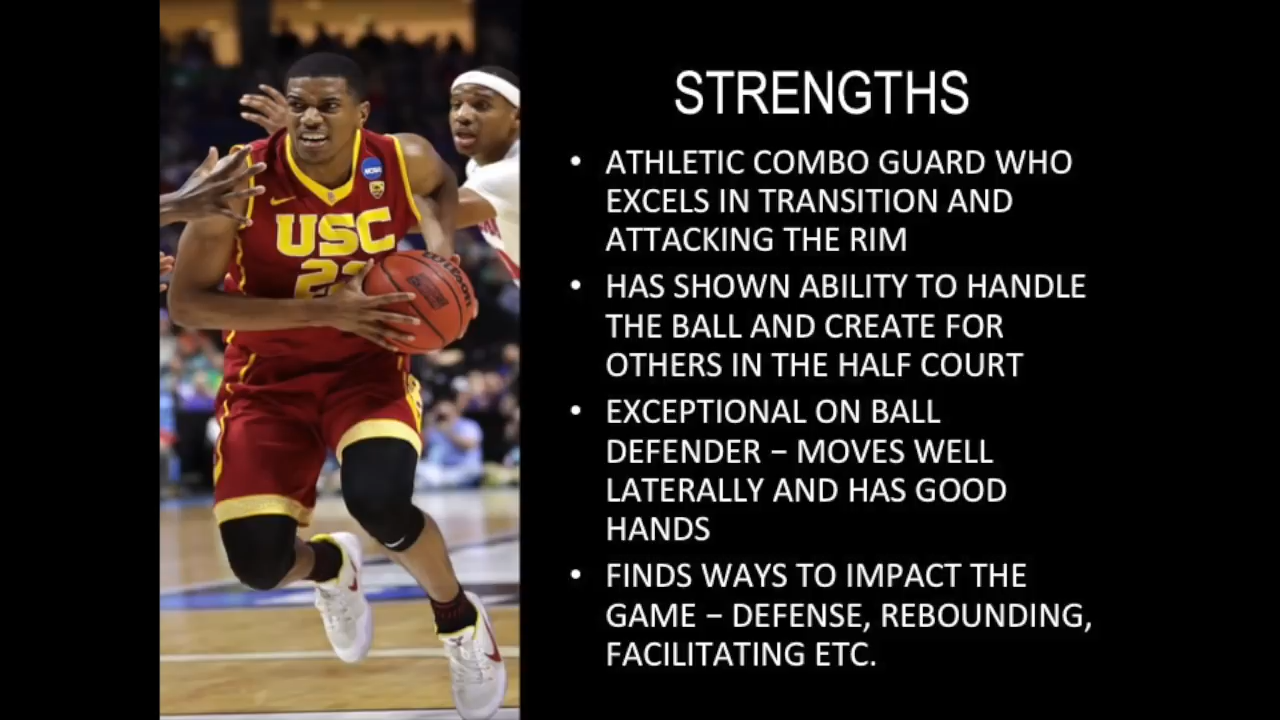 STRENGTHS
• ATHLETIC COMBO GUARD WHO
EXCELS IN TRANSITION AND
ATTACKING THE RIM
• HAS SHOWN ABILITY TO HANDLE
THE BALL AND CREATE FOR
OTHERS IN THE HALF COURT
• EXCEPTIONAL ON BALL
DEFENDER – MOVES WELL
LATERALLY AND HAS GOOD
HANDS
• FINDS WAYS TO IMPACT THE
GAME – DEFENSE, REBOUNDING,
FACILITATING ETC.
NCAA
USC
Wilson